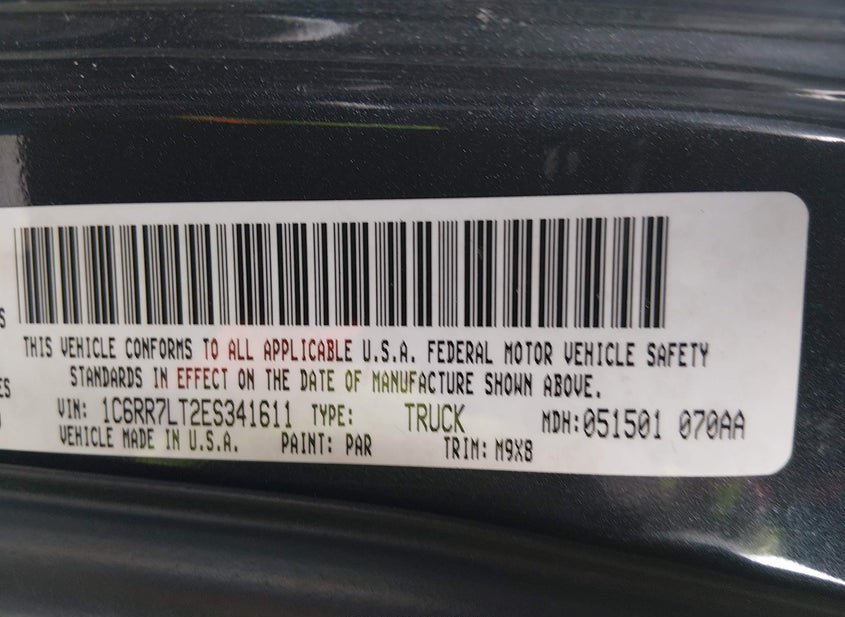 S
THIS VEHICLE CONFORMS TO ALL APPLICABLE U.S.A. FEDERAL MOTOR VEHICLE SAFETY
ES
STANDARDS IN EFFECT ON THE DATE OF MANUFACTURE SHOWN ABOVE.
VIN: 1C6RR7LT2ES341611 TYPE: TRUCK MDH:051501 070AA
VEHICLE MADE IN U.S.A. PAINT: PAR TRIM: M9X8